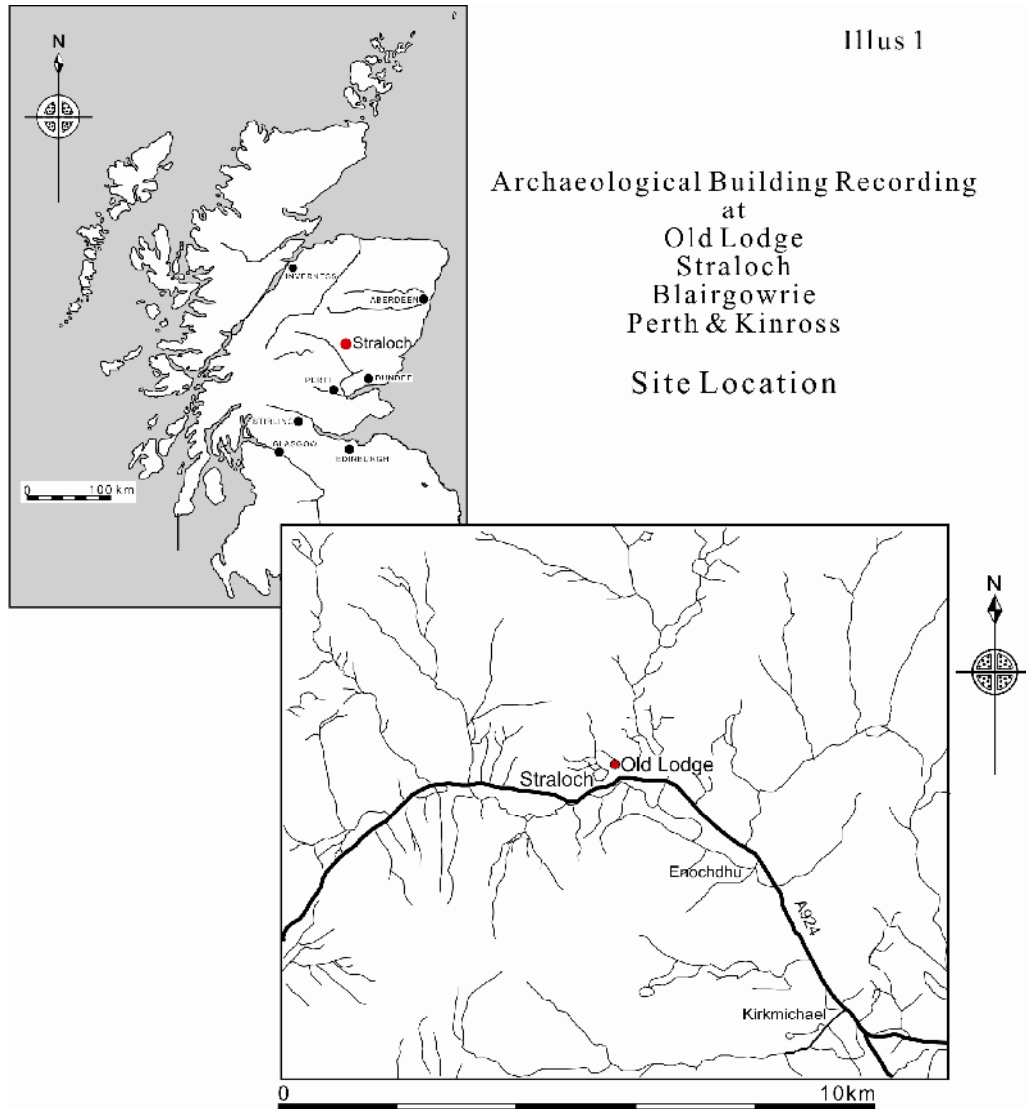 Illus 1
Archaeological Building Recording
at
Old Lodge
Straloch
Blairgowrie
Perth & Kinross
Site Location
N
INVERNESS
ABERDEEN
Straloch
PERTH
DUNDEE
STIRLING
GLASGOW
EDINBURGH
0 100 km
N
Old Lodge
Straloch
Enochdhu
A924
Kirkmichael
0 10km